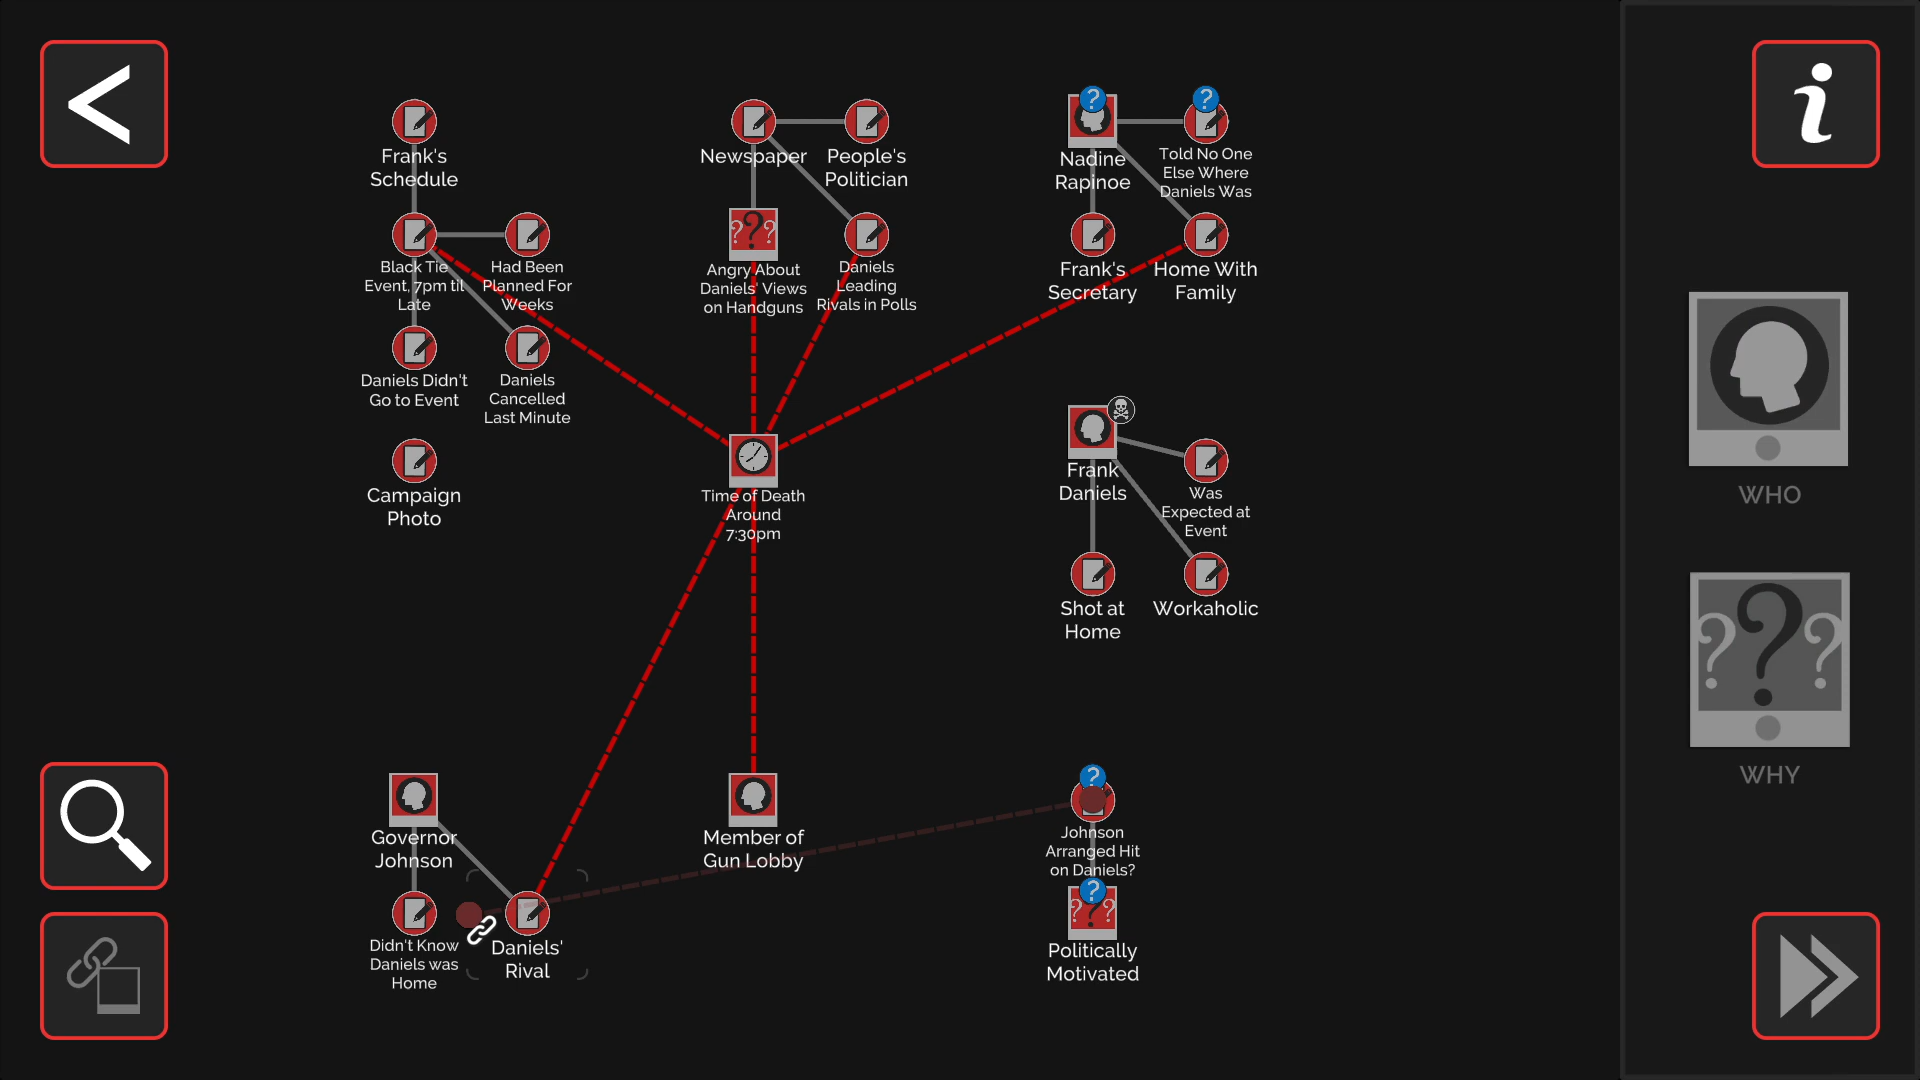 Frank's
Schedule
Newspaper
People's
Politician
Nadine
Rapinoe
Told No One
Else Where
Daniels Was
Black Tie
Event, 7pm til
Late
Had Been
Planned For
Weeks
Angry About
Daniels' Views
on Handguns
Daniels
Leading
Rivals in Polls
Frank's
Secretary
Home With
Family
Daniels Didn't
Go to Event
Daniels
Cancelled
Last Minute
Campaign
Photo
Time of Death
Around
7:30pm
Frank
Daniels
Was
Expected at
Event
WHO
Shot at
Home
Workaholic
WHY
Governor
Johnson
Member of
Gun Lobby
Johnson
Arranged Hit
on Daniels?
Didn't Know
Daniels was
Home
Daniels'
Rival
Politically
Motivated